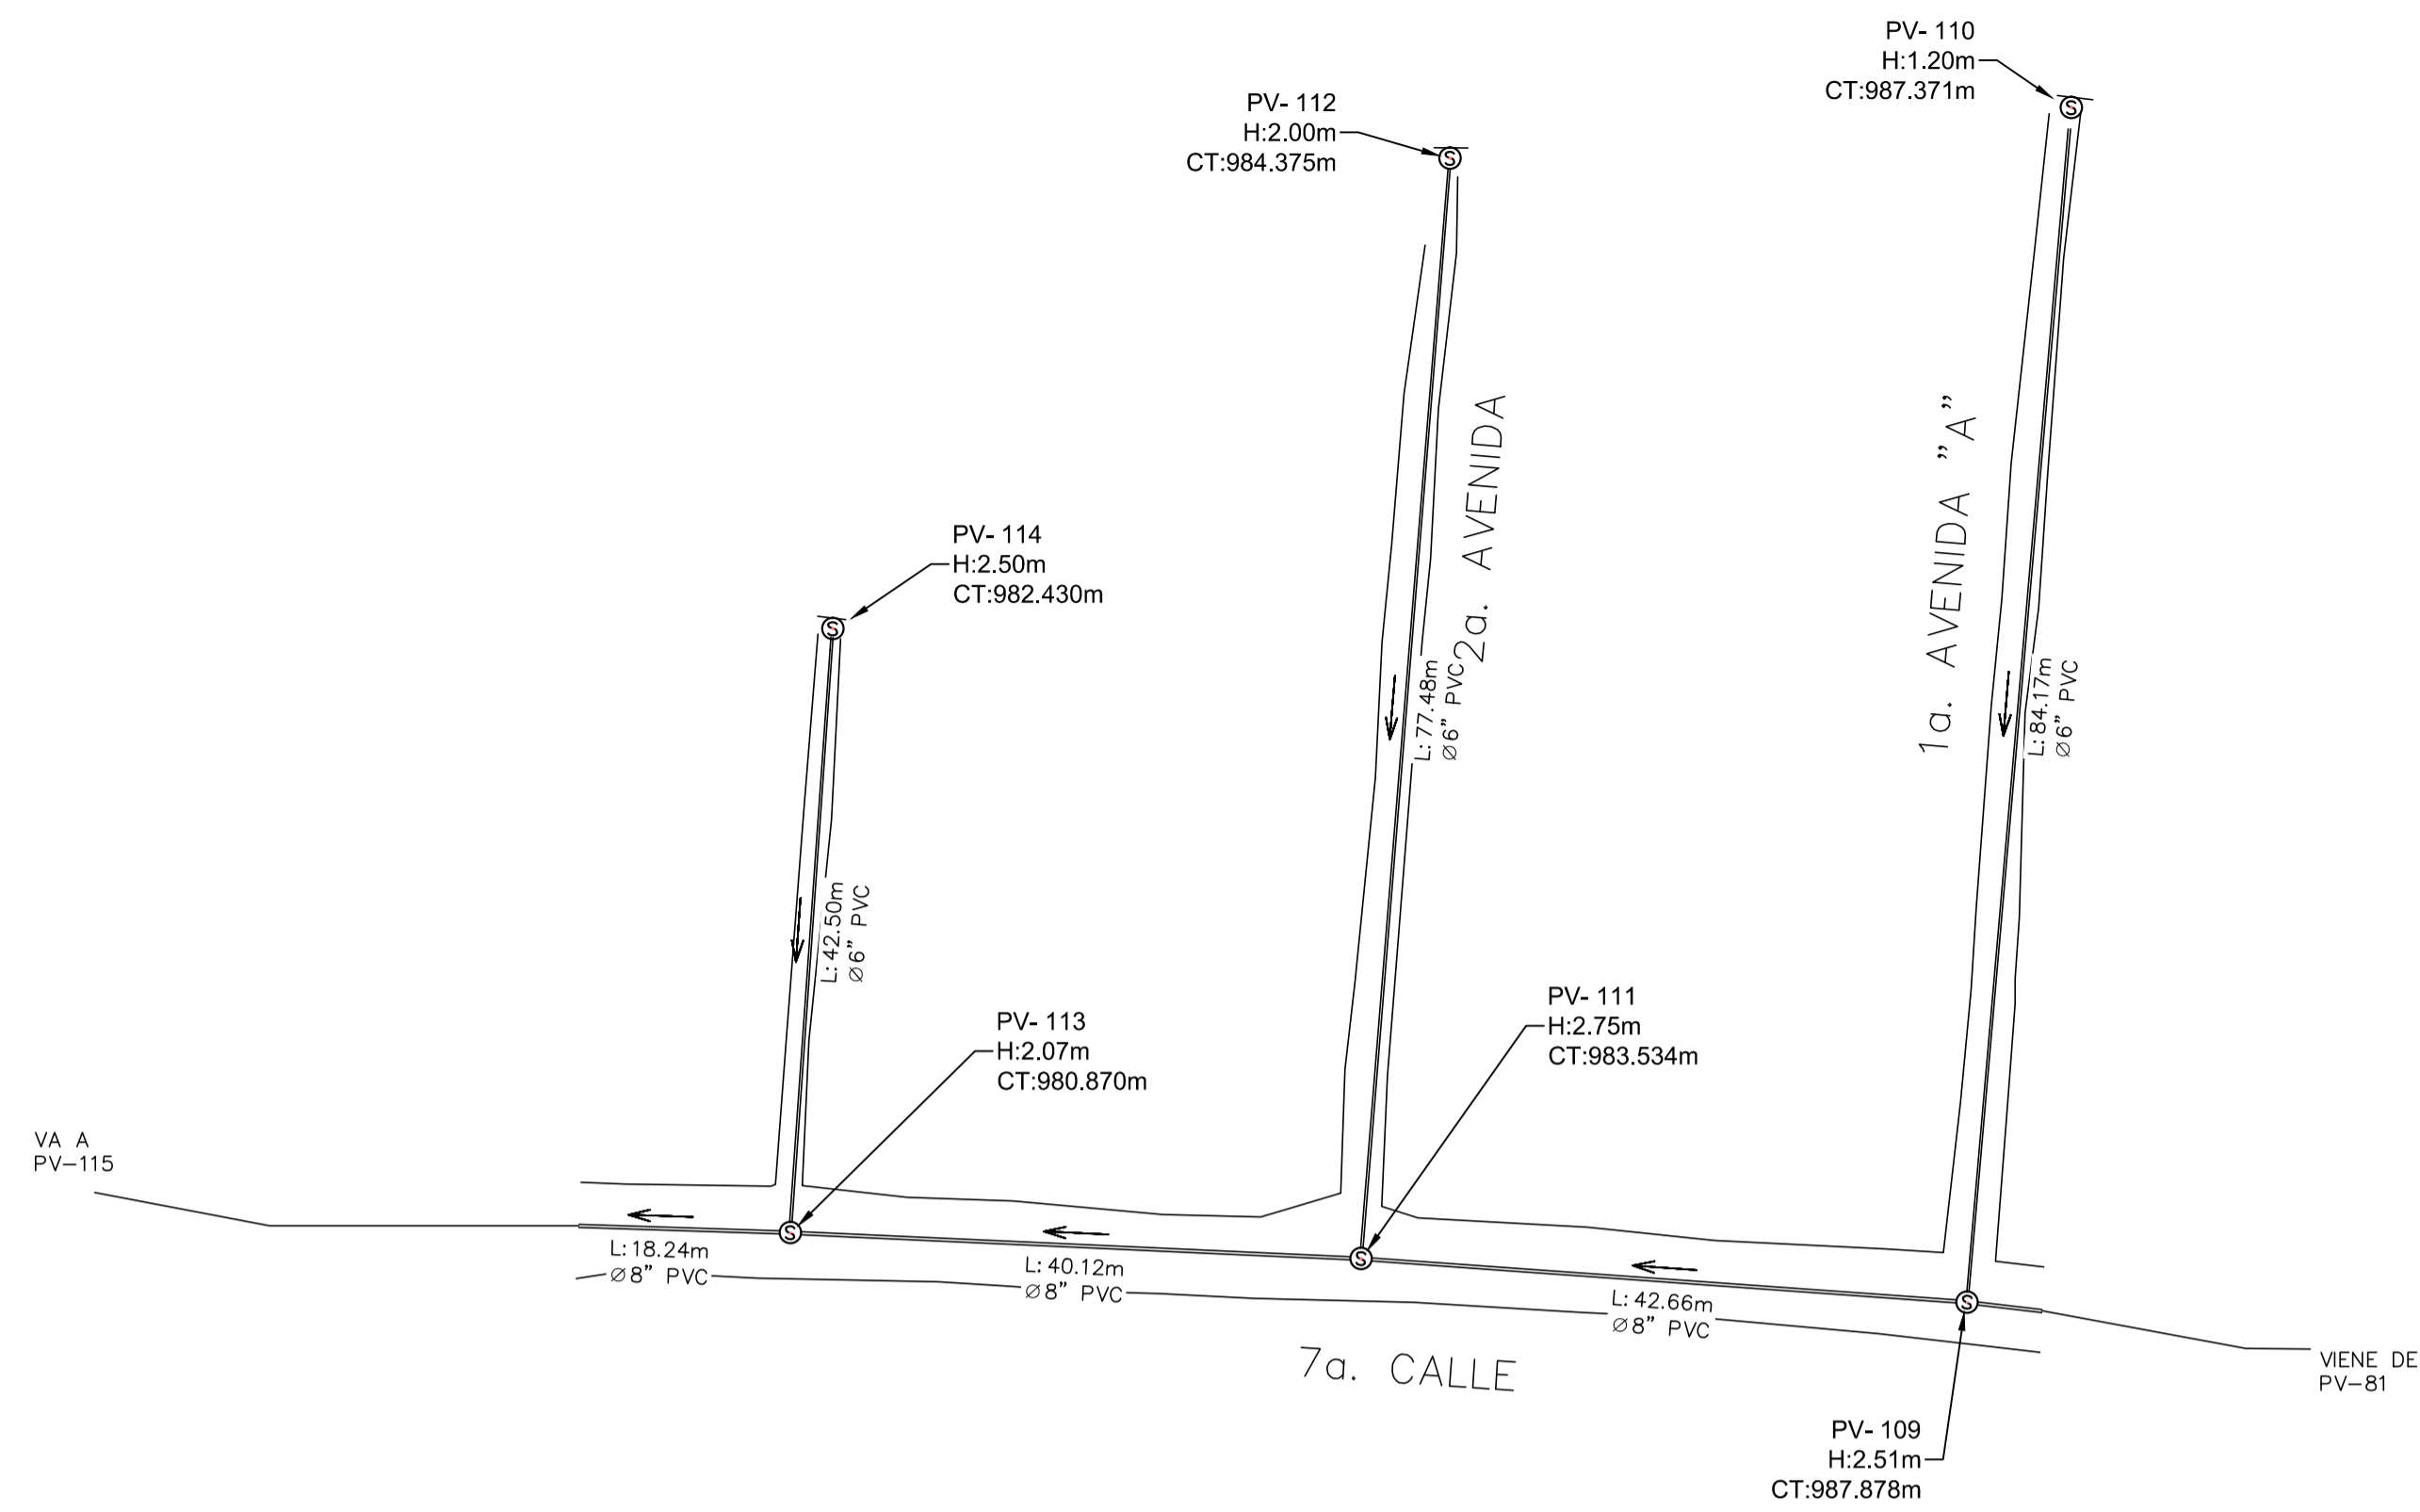 PV- 110
H:1.20m
CT:987.371m
PV- 112
H:2.00m
CT:984.375m
2a. AVENIDA
1a. AVENIDA "A"
PV- 114
H:2.50m
CT:982.430m
L:77.48m
Ø6" PVC
L:84.17m
Ø6" PVC
L:42.50m
Ø6" PVC
PV- 111
H:2.75m
CT:983.534m
PV- 113
H:2.07m
CT:980.870m
VA A
PV-115
L:18.24m
Ø8" PVC
L:40.12m
Ø8" PVC
L:42.66m
Ø8" PVC
7a. CALLE
VIENE DE
PV-81
PV- 109
H:2.51m
CT:987.878m
S
S
S
S
S
S